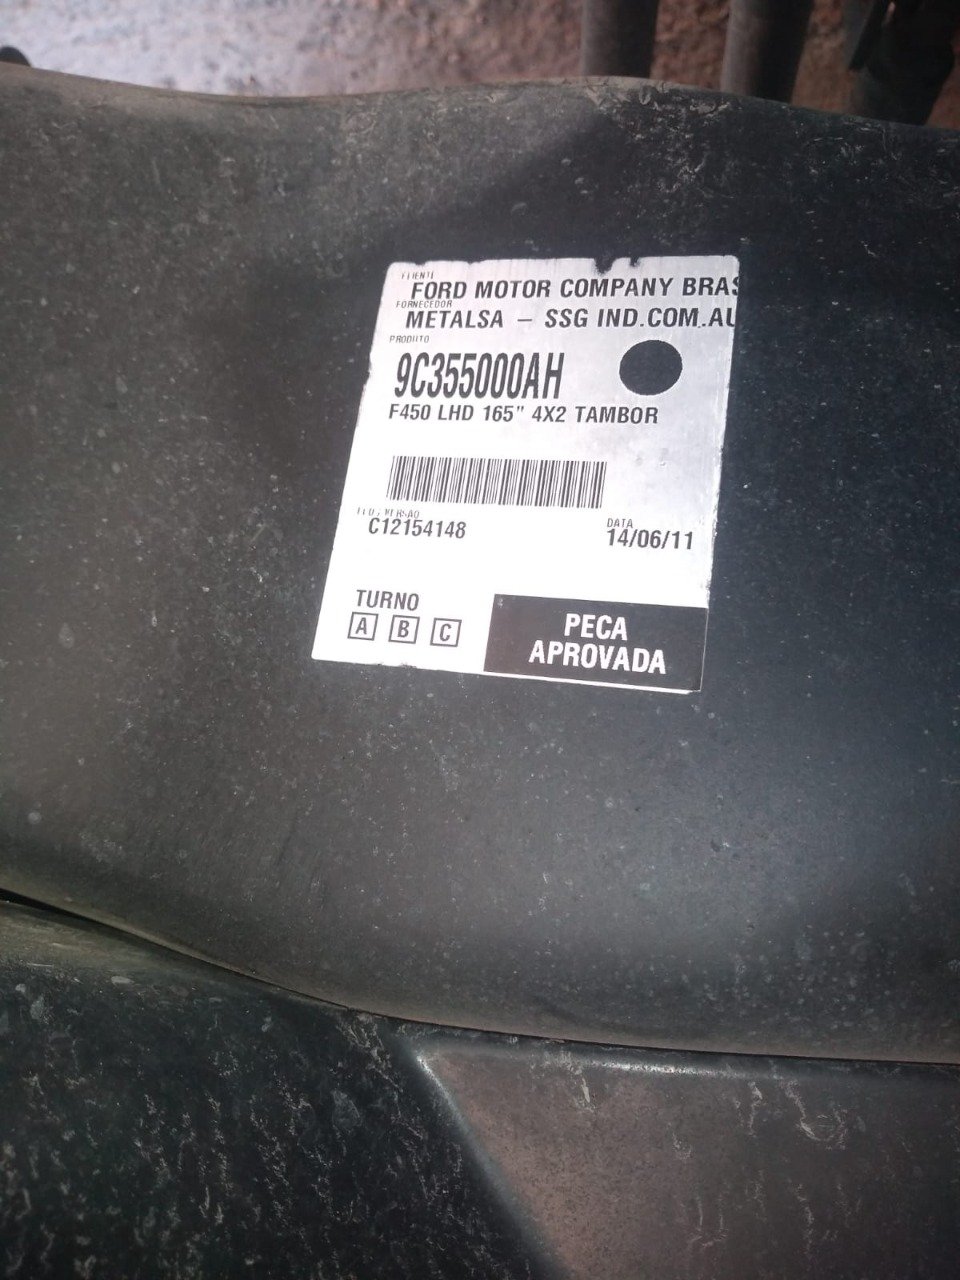 CLIENTE
FORD MOTOR COMPANY BRAS
FORNECEDOR
METALSA - SSG IND.COM.AU
PRODUTO
9C355000AH
F450 LHD 165" 4X2 TAMBOR
C12154148
DATA
14/06/11
TURNO
A B C
PECA
APROVADA